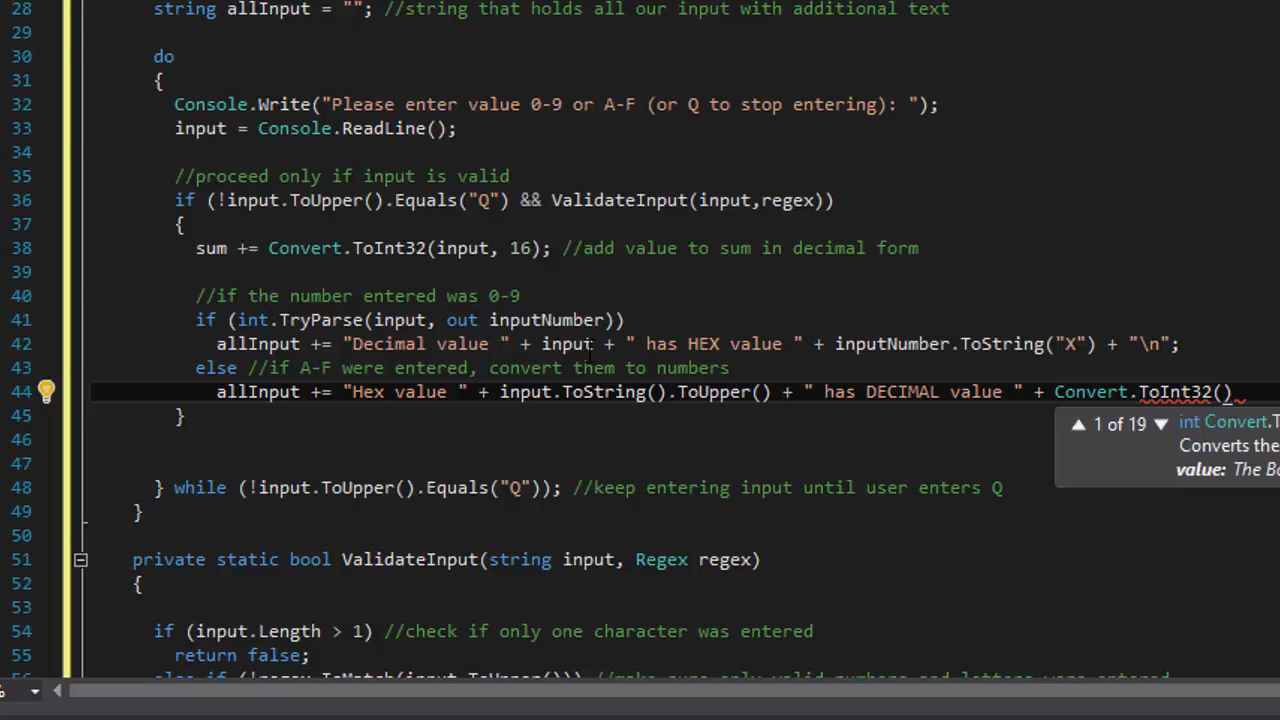 28 string allInput = ""; //string that holds all our input with additional text
29
30 do
31 {
32 Console.Write("Please enter value 0-9 or A-F (or Q to stop entering): ");
33 input = Console.ReadLine();
34
35 //proceed only if input is valid
36 if (!input.ToUpper().Equals("Q") && ValidateInput(input,regex))
37 {
38 sum += Convert.ToInt32(input, 16); //add value to sum in decimal form
39
40 //if the number entered was 0-9
41 if (int.TryParse(input, out inputNumber))
42 allInput += "Decimal value " + input + " has HEX value " + inputNumber.ToString("X") + "\n";
43 else //if A-F were entered, convert them to numbers
44 allInput += "Hex value " + input.ToString().ToUpper() + " has DECIMAL value " + Convert.ToInt32()
45 }
▲ 1 of 19 ▼ int Convert.T
Converts the
value: The Ba
46
47
48 } while (!input.ToUpper().Equals("Q")); //keep entering input until user enters Q
49 }
50
51 private static bool ValidateInput(string input, Regex regex)
52 {
53
54 if (input.Length > 1) //check if only one character was entered
55 return false;